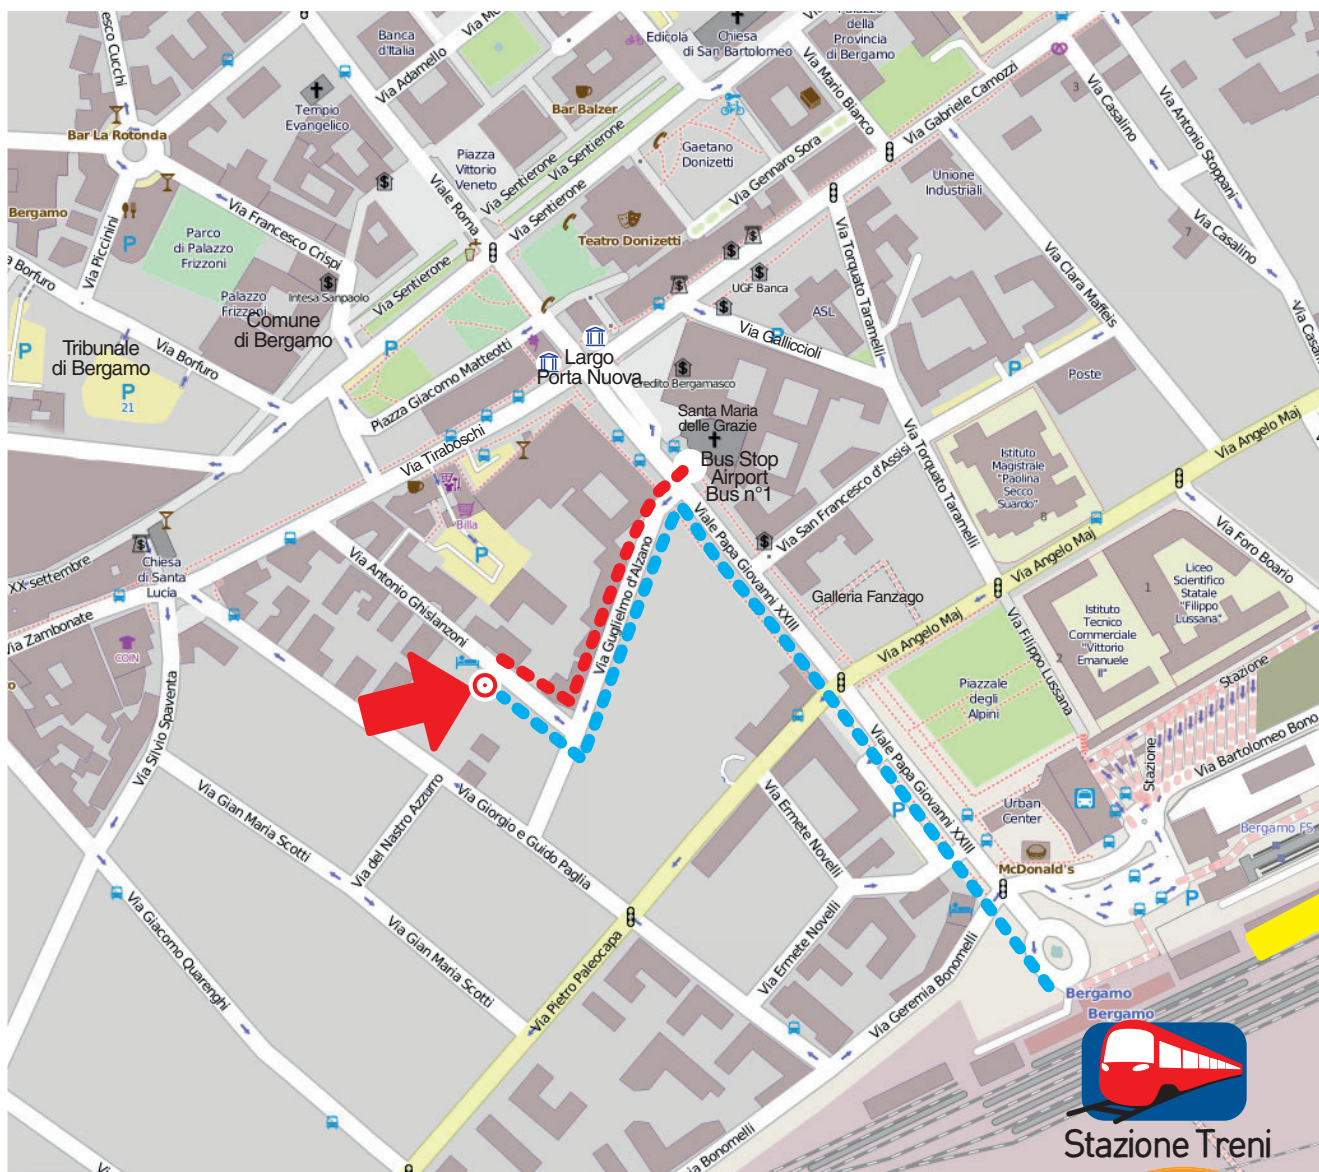 esco Cucchi
Banca
d'Italia
Via Adamello
Edicola
Chiesa
di San Bartolomeo
della
Provincia
di Bergamo
Via Mario Bianco
Via Gabriele Camozzi
3
Via Casalino
Via Antonio Stoppani
Bar La Rotonda
Tempio
Evangelico
Bar Balzer
Piazza
Vittorio
Veneto
Via Sentierone
Via Sentierone
Gaetano
Donizetti
Via Gennaro Sora
Unione
Industriali
Bergamo
Via Piccinini
P
Parco
di Palazzo
Frizzoni
Via Francesco Crispi
Viale Roma
Via Sentierone
Teatro Donizetti
Via Torquato Taramelli
Via Clara Maffeis
7
Via Casalino
Via Borfuro
Palazzo
Frizzoni
Intesa Sanpaolo
Via Sentierone
UGF Banca
ASL
Comune
di Bergamo
Tribunale
di Bergamo
P
P
21
Via Borfuro
P
Piazza Giacomo Matteotti
Largo
Porta Nuova
Via Galliccioli
P
Credito Bergamasco
P
Poste
Santa Maria
delle Grazie
Via Tiraboschi
Bus Stop
Airport
Bus n°1
Via San Francesco d'Assisi
Via Torquato Taramelli
Istituto
Magistrale
"Paolina
Secco
Suardo"
8
Via Angelo Maj
Via Angelo Maj
Via Angelo Maj
Via Foro Boario
Billa
P
XX settembre
Chiesa
di Santa
Lucia
Via Zambonate
COIN
Via Antonio Ghislanzoni
Via Guglielmo d'Alzano
Viale Papa Giovanni XXIII
Galleria Fanzago
Via Filippo Lussana
2
Istituto
Tecnico
Commerciale
"Vittorio
Emanuele
II"
1
Liceo
Scientifico
Statale
"Filippo
Lussana"
Stazione
Stazione
Via Silvio Spaventa
Piazzale
degli
Alpini
Via Bartolomeo Bono
Via Gian Maria Scotti
Via del Nastro Azzurro
Via Giorgio e Guido Paglia
Via Ermete Novelli
P
Viale Papa Giovanni XXIII
Urban
Center
Bergamo FS
McDonald's
P
Via Giacomo Quarenghi
Via Gian Maria Scotti
Via Pietro Paleocapa
Via Ermete Novelli
Via Geremia Bonomelli
Bergamo
Bergamo
Bonomelli
Stazione Treni